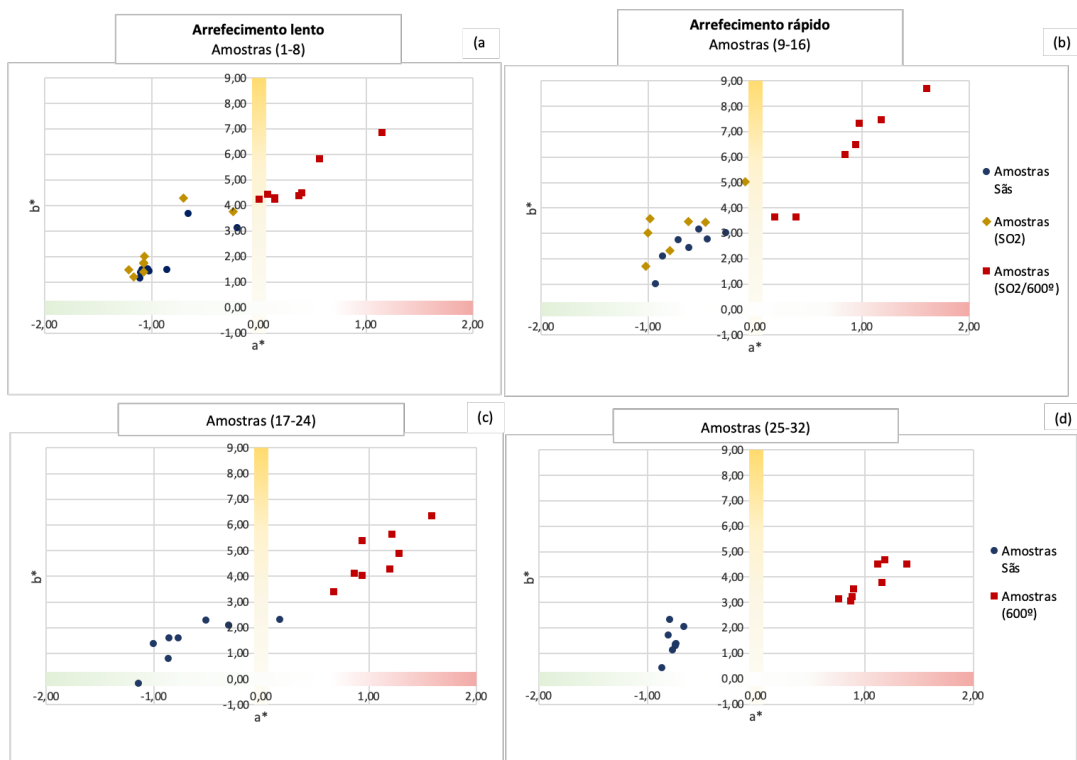 Arrefecimento lento
Amostras (1-8)
(a
9,00
8,00
7,00
6,00
5,00
4,00
3,00
2,00
1,00
0,00
-1,00
-2,00
-1,00
0,00
1,00
2,00
b*
a*
Arrefecimento rápido
Amostras (9-16)
(b)
9,00
8,00
7,00
6,00
5,00
4,00
3,00
2,00
1,00
0,00
-1,00
-2,00
-1,00
0,00
1,00
2,00
b*
a*
Amostras
Sãs
Amostras
(SO2)
Amostras
(SO2/600º)
Amostras (17-24)
(c)
9,00
8,00
7,00
6,00
5,00
4,00
3,00
2,00
1,00
0,00
-1,00
-2,00
-1,00
0,00
1,00
2,00
b*
a*
Amostras (25-32)
(d)
9,00
8,00
7,00
6,00
5,00
4,00
3,00
2,00
1,00
0,00
-1,00
-2,00
-1,00
0,00
1,00
2,00
b*
a*
Amostras
Sãs
Amostras
(600º)